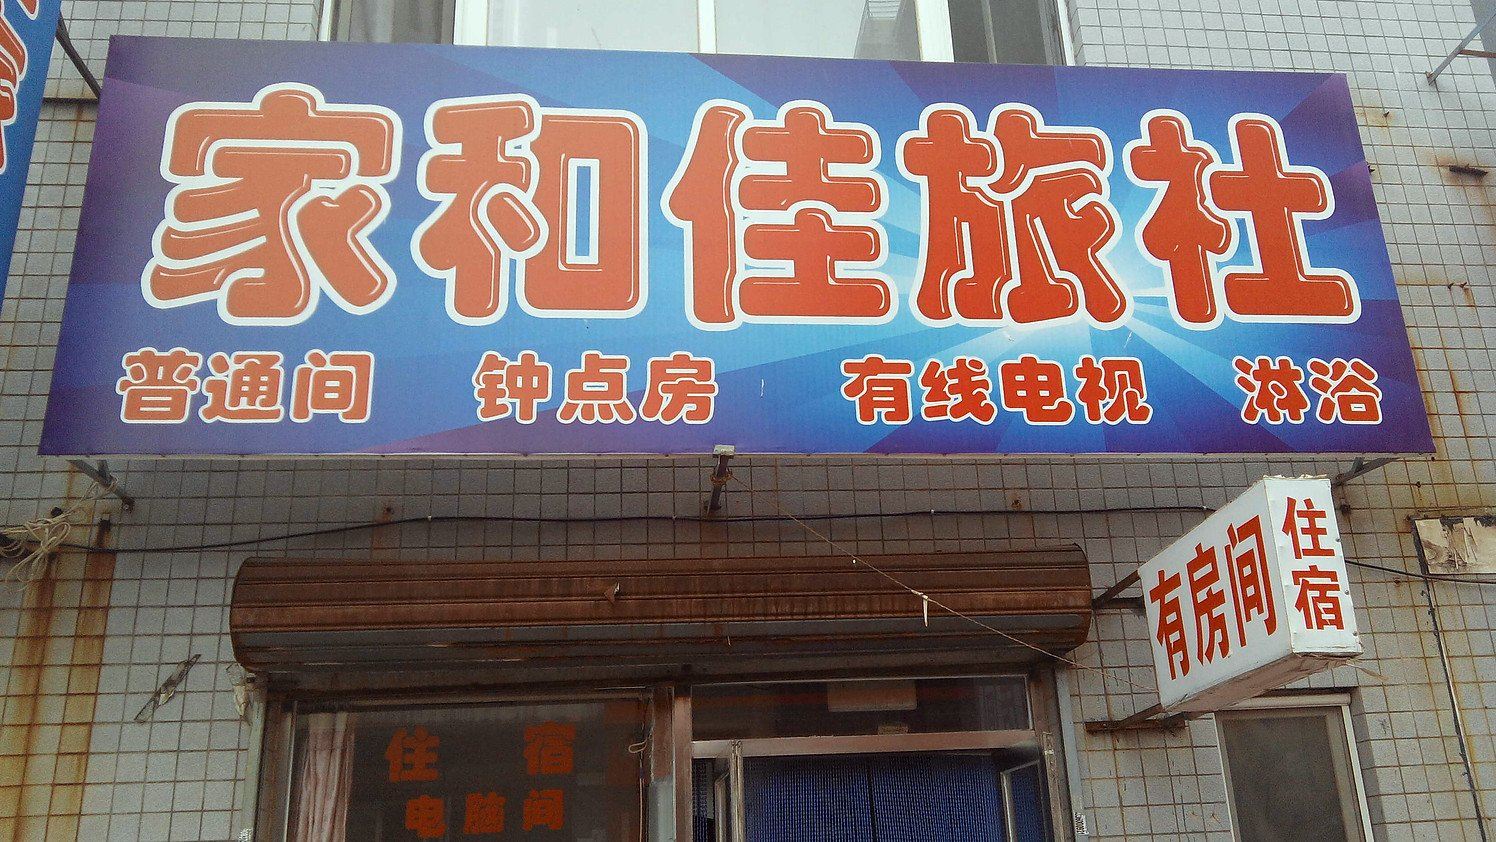 家和佳旅社
普通间 钟点房 有线电视 淋浴
有房间
住宿
住 宿
电脑间